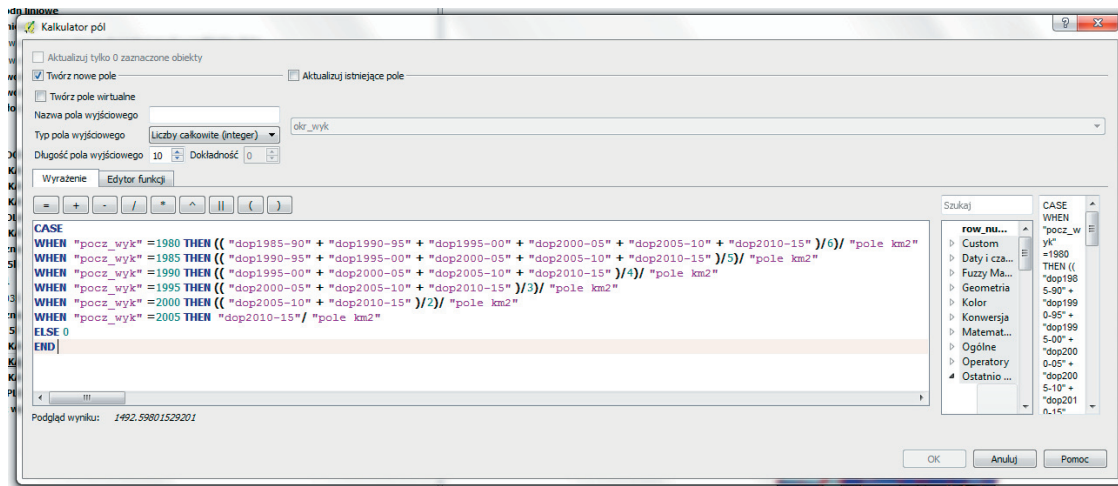 odn liniowe
Kalkulator pól
Aktualizuj tylko 0 zaznaczone obiekty
Twórz nowe pole
Aktualizuj istniejące pole
Twórz pole wirtualne
Nazwa pola wyjściowego
Typ pola wyjściowego Liczby całkowite (integer)
okr_wyk
Długość pola wyjściowego 10 Dokładność 0
Wyrażenie Edytor funkcji
= + - / * ^ || ( )
CASE
WHEN "pocz_wyk" =1980 THEN (( "dop1985-90" + "dop1990-95" + "dop1995-00" + "dop2000-05" + "dop2005-10" + "dop2010-15" )/6)/ "pole km2"
WHEN "pocz_wyk" =1985 THEN (( "dop1990-95" + "dop1995-00" + "dop2000-05" + "dop2005-10" + "dop2010-15" )/5)/ "pole km2"
WHEN "pocz_wyk" =1990 THEN (( "dop1995-00" + "dop2000-05" + "dop2005-10" + "dop2010-15" )/4)/ "pole km2"
WHEN "pocz_wyk" =1995 THEN (( "dop2000-05" + "dop2005-10" + "dop2010-15" )/3)/ "pole km2"
WHEN "pocz_wyk" =2000 THEN (( "dop2005-10" + "dop2010-15" )/2)/ "pole km2"
WHEN "pocz_wyk" =2005 THEN "dop2010-15"/ "pole km2"
ELSE 0
END
Podgląd wyniku: 1492.59801529201
Szukaj
row_nu...
Custom
Daty i cza...
Fuzzy Ma...
Geometria
Kolor
Konwersja
Matemat...
Ogólne
Operatory
Ostatnio ...
CASE
WHEN
"pocz_w
yk"
=1980
THEN ((
"dop198
5-90" +
"dop199
0-95" +
"dop199
5-00" +
"dop200
0-05" +
"dop200
5-10" +
"dop201
0-15"
OK Anuluj Pomoc